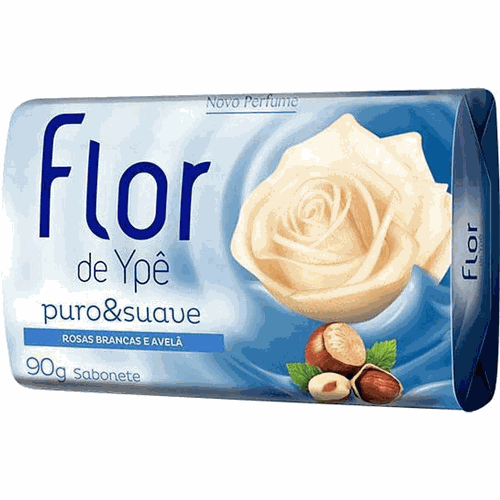 Novo Perfume
Flor
de Ypê
puro&suave
ROSAS BRANCAS E AVELÃ
90g Sabonete
Flor